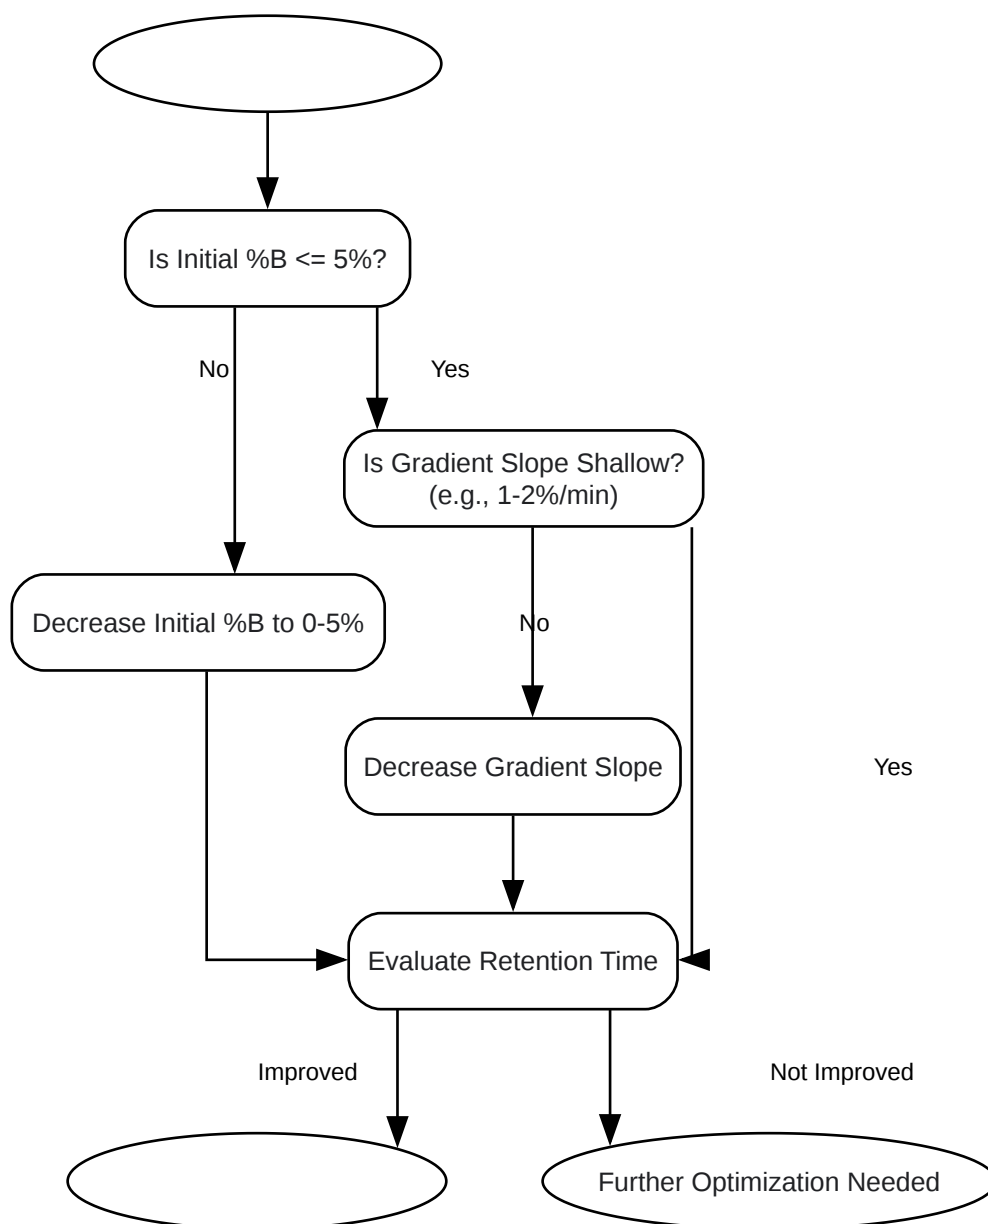 Is Initial %B <= 5%?
No
Yes
Is Gradient Slope Shallow?
(e.g., 1-2%/min)
Decrease Initial %B to 0-5%
No
Decrease Gradient Slope
Yes
Evaluate Retention Time
Improved
Not Improved
Further Optimization Needed